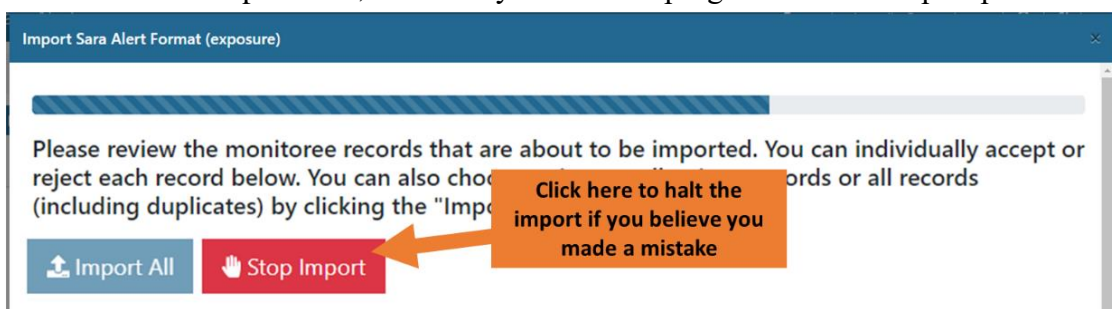 Import Sara Alert Format (exposure)
×
Please review the monitoree records that are about to be imported. You can individually accept or
reject each record below. You can also choo ords or all records
(including duplicates) by clicking the "Impo
Click here to halt the
import if you believe you
made a mistake
Import All
Stop Import